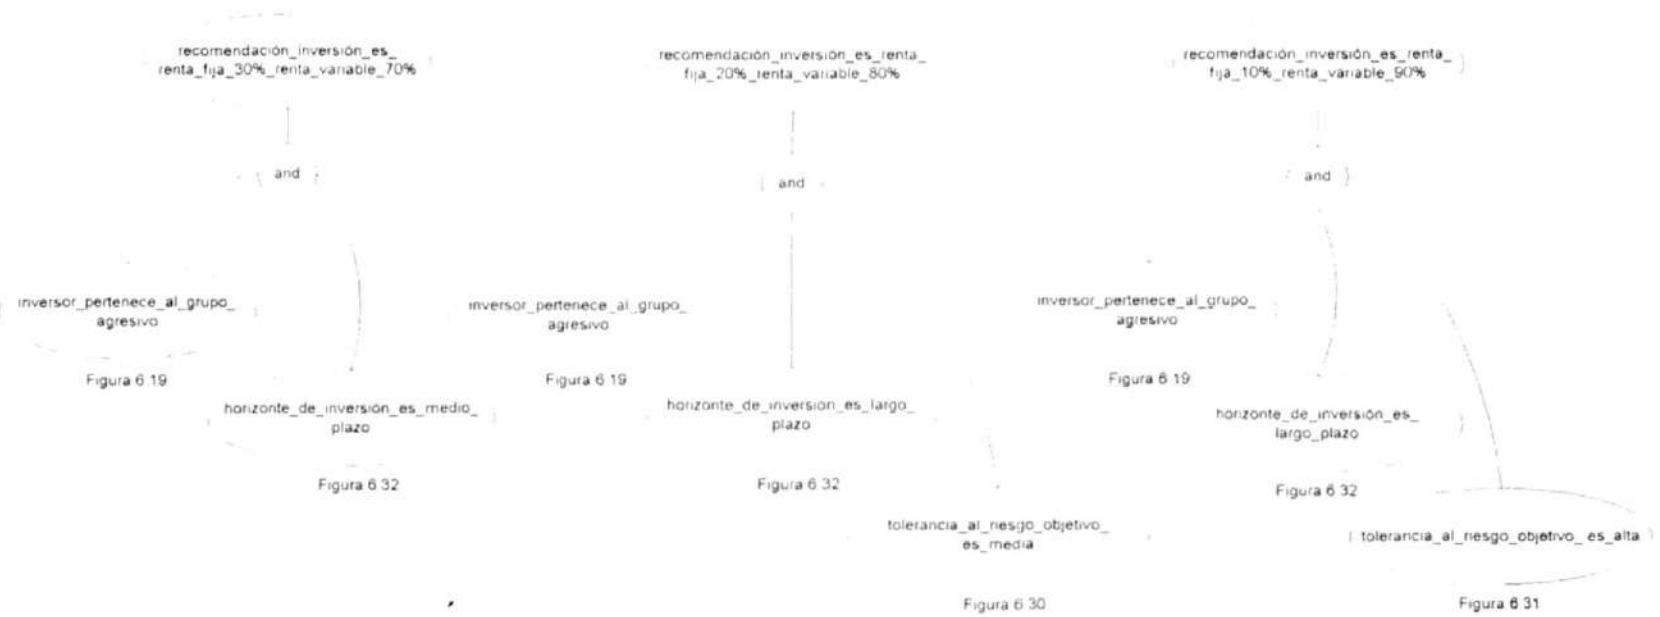 recomendación_inversión_es_
renta_fija_30%_renta_variable_70%
and
inversor_pertenece_al_grupo_
agresivo
Figura 6 19
horizonte_de_inversión_es_medio_
plazo
Figura 6 32
recomendación_inversión_es_renta_
fija_20%_renta_variable_80%
and
inversor_pertenece_al_grupo_
agresivo
Figura 6 19
horizonte_de_inversión_es_largo_
plazo
Figura 6 32
tolerancia_al_riesgo_objetivo_
es_media
Figura 6 30
recomendación_inversión_es_renta_
fija_10%_renta_variable_90%
and
inversor_pertenece_al_grupo_
agresivo
Figura 6 19
horizonte_de_inversión_es_
largo_plazo
Figura 6 32
tolerancia_al_riesgo_objetivo_ es_alta
Figura 6 31